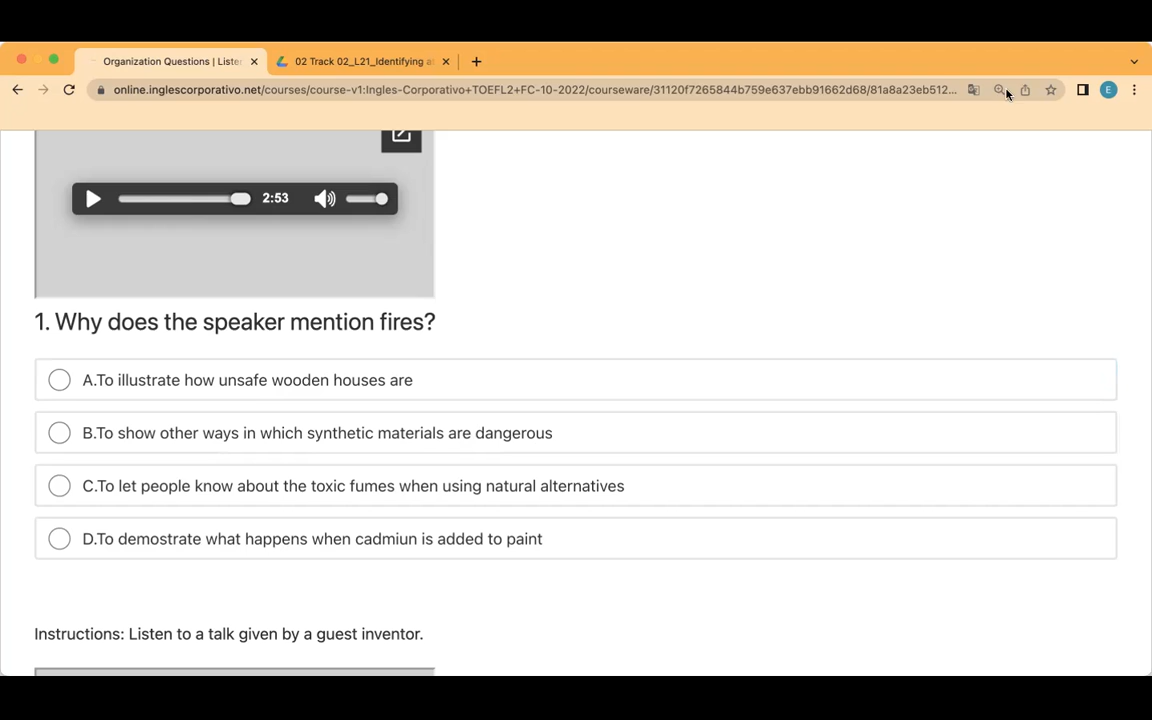 Organization Questions | Liste
02 Track 02_L21_Identifying a
online.inglescorporativo.net/courses/course-v1:Ingles-Corporativo+TOEFL2+FC-10-2022/courseware/31120f7265844b759e637ebb91662d68/81a8a23eb512...
E
2:53
1. Why does the speaker mention fires?
A.To illustrate how unsafe wooden houses are
B.To show other ways in which synthetic materials are dangerous
C.To let people know about the toxic fumes when using natural alternatives
D.To demostrate what happens when cadmiun is added to paint
Instructions: Listen to a talk given by a guest inventor.